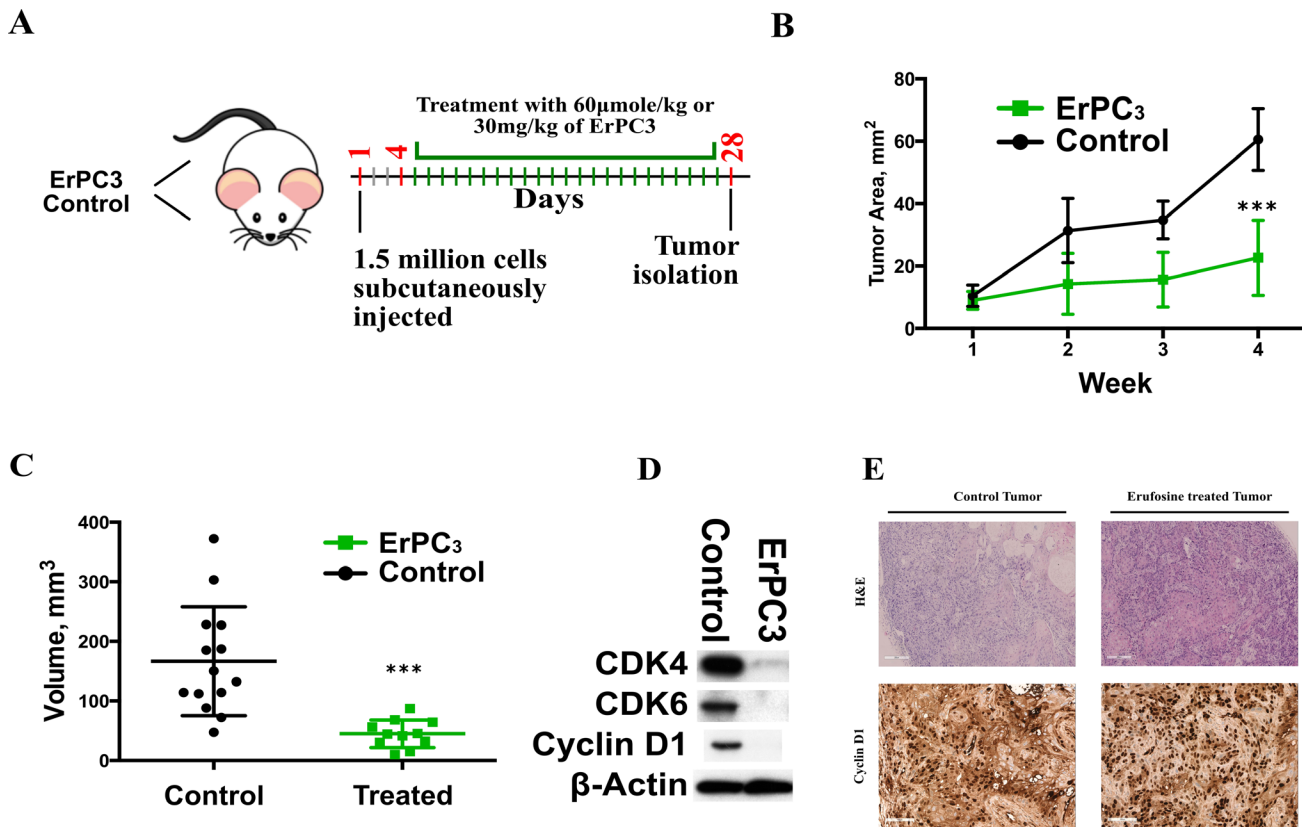 A
ErPC3
Control
Treatment with 60µmole/kg or
30mg/kg of ErPC3
1
4
28
Days
1.5 million cells
subcutaneously
injected
Tumor
isolation
B
80
60
40
20
0
Tumor Area, mm²
ErPC₃
Control
***
1 2 3 4
Week
C
400
300
200
100
0
Volume, mm³
ErPC₃
Control
***
Control Treated
D
Control
ErPC3
CDK4
CDK6
Cyclin D1
β-Actin
E
Control Tumor
Erufosine treated Tumor
H&E
Cyclin D1